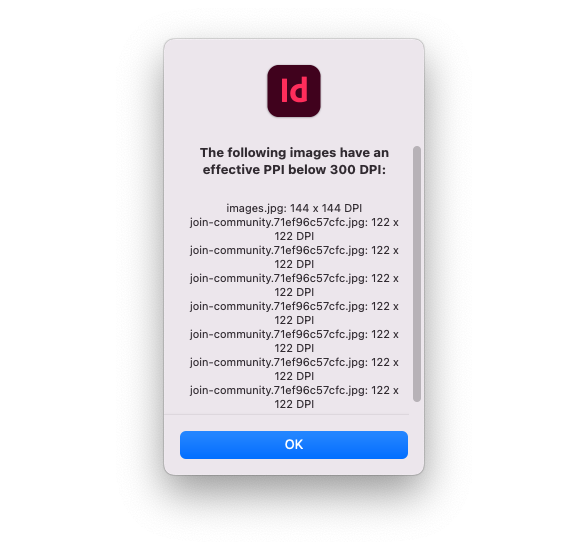 Id
The following images have an
effective PPI below 300 DPI:
images.jpg: 144 x 144 DPI
join-community.71ef96c57cfc.jpg: 122 x
122 DPI
join-community.71ef96c57cfc.jpg: 122 x
122 DPI
join-community.71ef96c57cfc.jpg: 122 x
122 DPI
join-community.71ef96c57cfc.jpg: 122 x
122 DPI
join-community.71ef96c57cfc.jpg: 122 x
122 DPI
join-community.71ef96c57cfc.jpg: 122 x
122 DPI
join-community.71ef96c57cfc.jpg: 122 x
122 DPI
OK